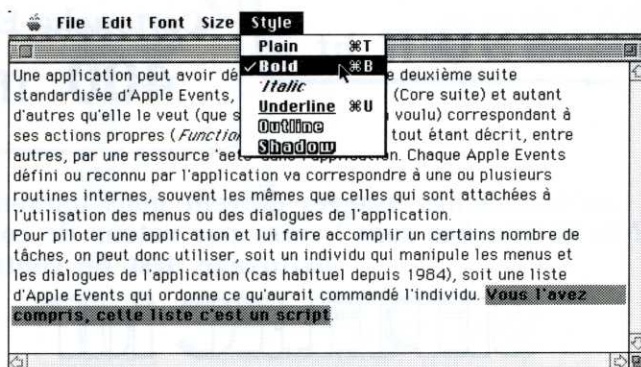 File Edit Font Size Style
Plain ⌘T
✓Bold ⌘B
Italic
Underline ⌘U
Outline
Shadow
Une application peut avoir dé e deuxième suite
standardisée d'Apple Events, (Core suite) et autant
d'autres qu'elle le veut (que s voulu) correspondant à
ses actions propres (Function tout étant décrit, entre
autres, par une ressource 'aete' dans l'application. Chaque Apple Events
défini ou reconnu par l'application va correspondre à une ou plusieurs
routines internes, souvent les mêmes que celles qui sont attachées à
l'utilisation des menus ou des dialogues de l'application.
Pour piloter une application et lui faire accomplir un certains nombre de
tâches, on peut donc utiliser, soit un individu qui manipule les menus et
les dialogues de l'application (cas habituel depuis 1984), soit une liste
d'Apple Events qui ordonne ce qu'aurait commandé l'individu. Vous l'avez
compris, cette liste c'est un script.